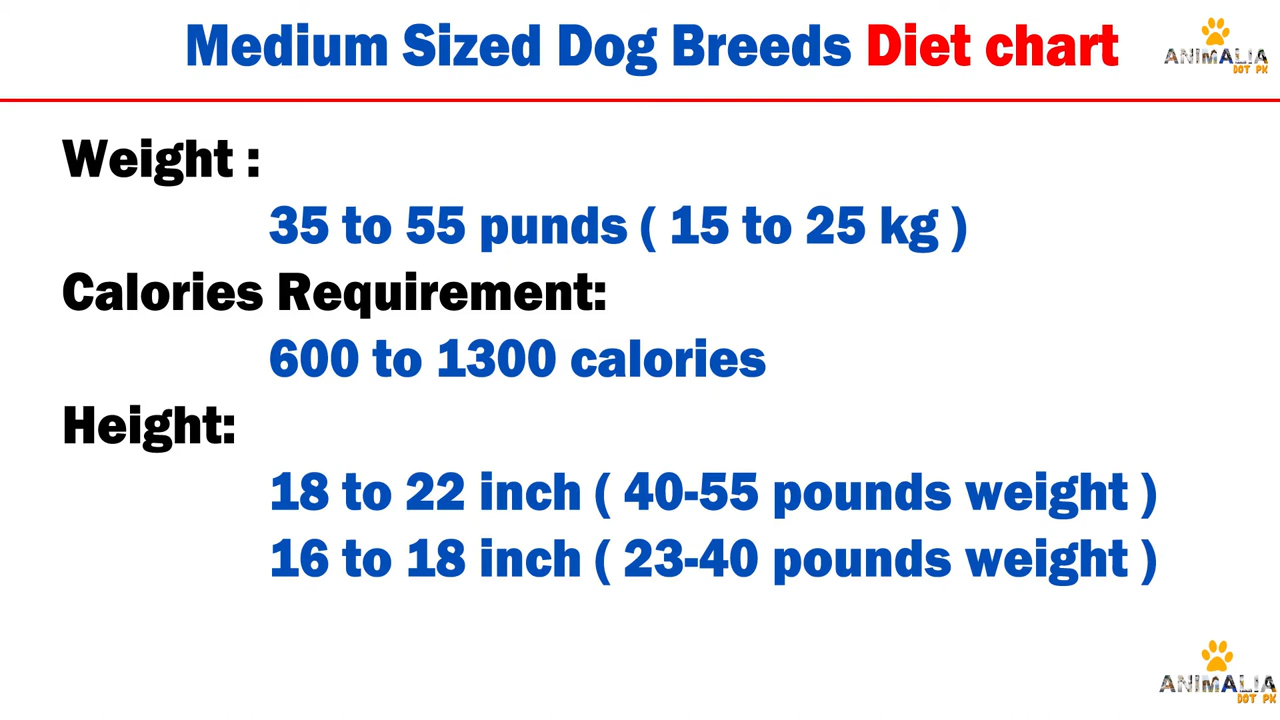 Medium Sized Dog Breeds Diet chart
ANIMALIA
DOT PK
Weight :
35 to 55 punds ( 15 to 25 kg )
Calories Requirement:
600 to 1300 calories
Height:
18 to 22 inch ( 40-55 pounds weight )
16 to 18 inch ( 23-40 pounds weight )
ANIMALIA
DOT PK